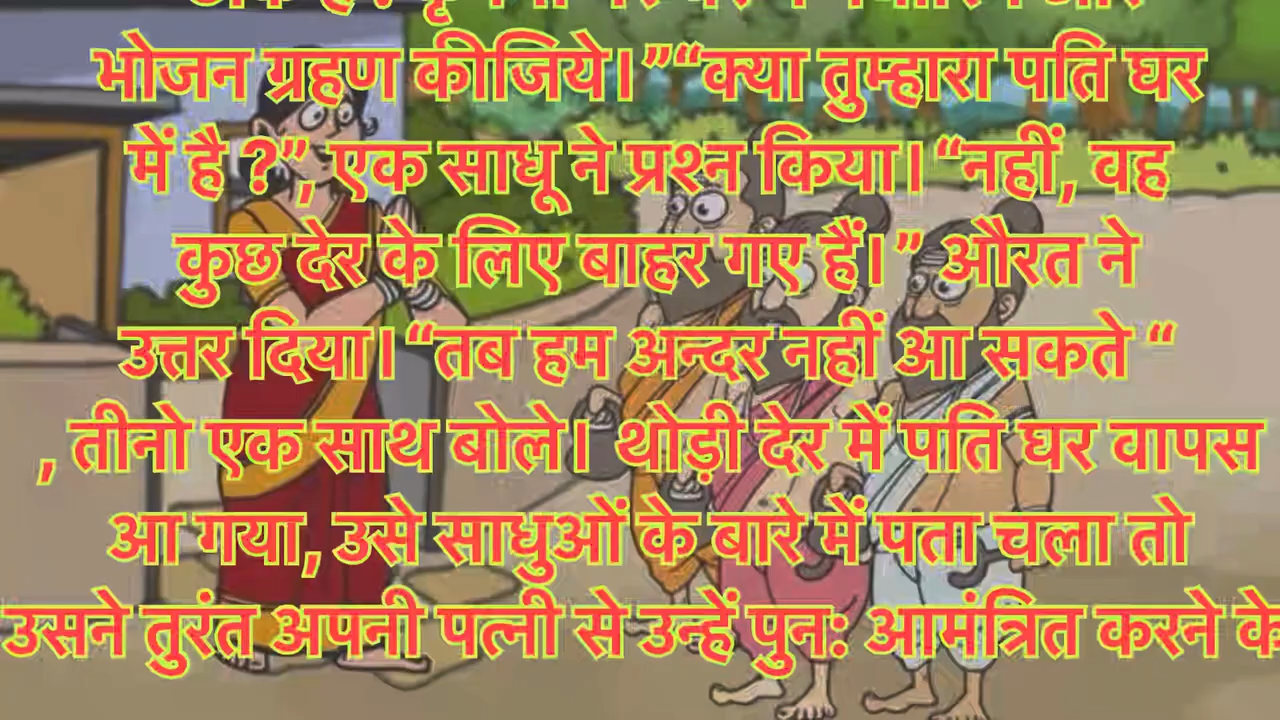 भोजन ग्रहण कीजिये।”“क्या तुम्हारा पति घर
में है ?”, एक साधू ने प्रश्न किया। “नहीं, वह
कुछ देर के लिए बाहर गए हैं।” औरत ने
उत्तर दिया। “तब हम अन्दर नहीं आ सकते “
, तीनो एक साथ बोले। थोड़ी देर में पति घर वापस
आ गया, उसे साधुओं के बारे में पता चला तो
उसने तुरंत अपनी पत्नी से उन्हें पुन: आमंत्रित करने के